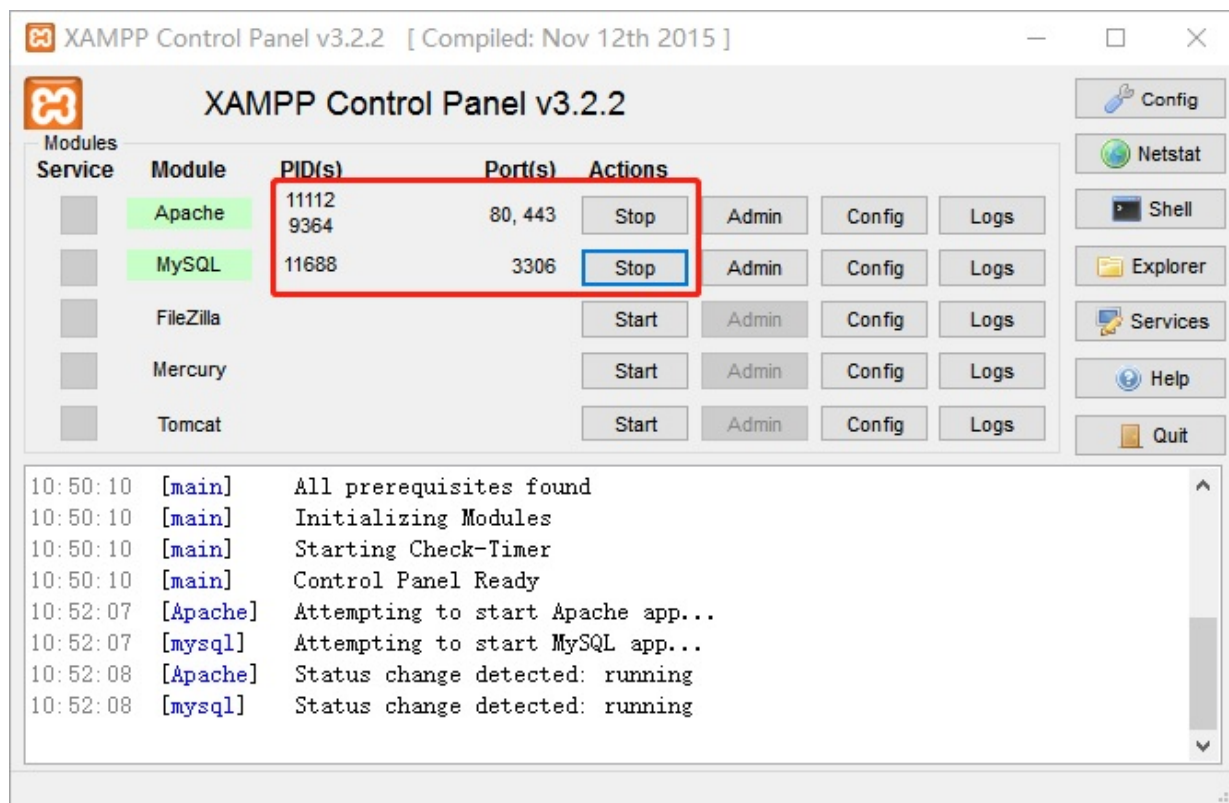 XAMPP Control Panel v3.2.2 [ Compiled: Nov 12th 2015 ]
XAMPP Control Panel v3.2.2
Config
Modules
Service Module PID(s) Port(s) Actions
Netstat
Apache 11112 9364 80, 443 Stop Admin Config Logs
Shell
MySQL 11688 3306 Stop Admin Config Logs
Explorer
FileZilla Start Admin Config Logs
Services
Mercury Start Admin Config Logs
Help
Tomcat Start Admin Config Logs
Quit
10:50:10 [main] All prerequisites found
10:50:10 [main] Initializing Modules
10:50:10 [main] Starting Check-Timer
10:50:10 [main] Control Panel Ready
10:52:07 [Apache] Attempting to start Apache app...
10:52:07 [mysql] Attempting to start MySQL app...
10:52:08 [Apache] Status change detected: running
10:52:08 [mysql] Status change detected: running